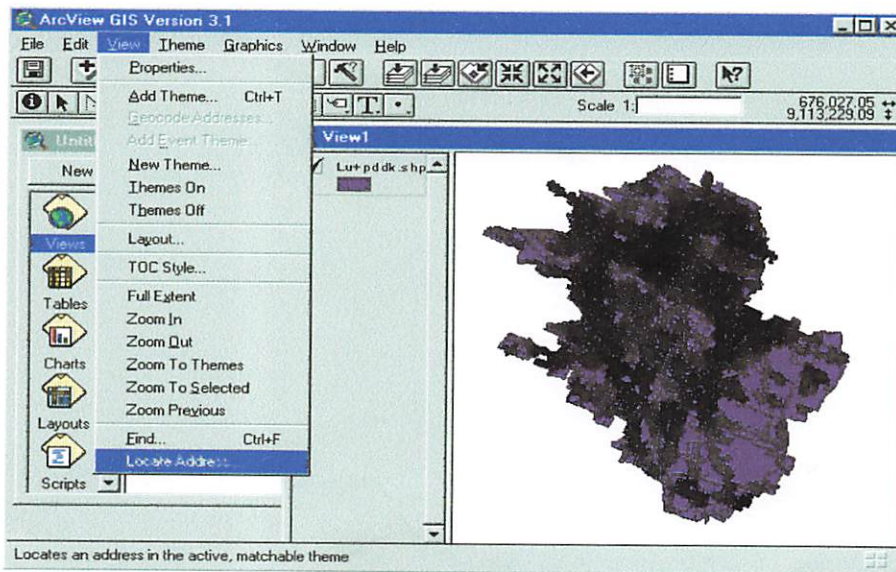 ArcView GIS Version 3.1
File Edit View Theme Graphics Window Help
Scale 1:
676,027.05
9,113,229.09
Properties...
Add Theme... Ctrl+T
Geocode Addresses...
Add Event Theme...
New Theme...
Themes On
Themes Off
Layout...
TOC Style...
Full Extent
Zoom In
Zoom Out
Zoom To Themes
Zoom To Selected
Zoom Previous
Find... Ctrl+F
Locate Address...
New
Views
Tables
Charts
Layouts
Scripts
View1
Lu+pddk.shp
Locates an address in the active, matchable theme